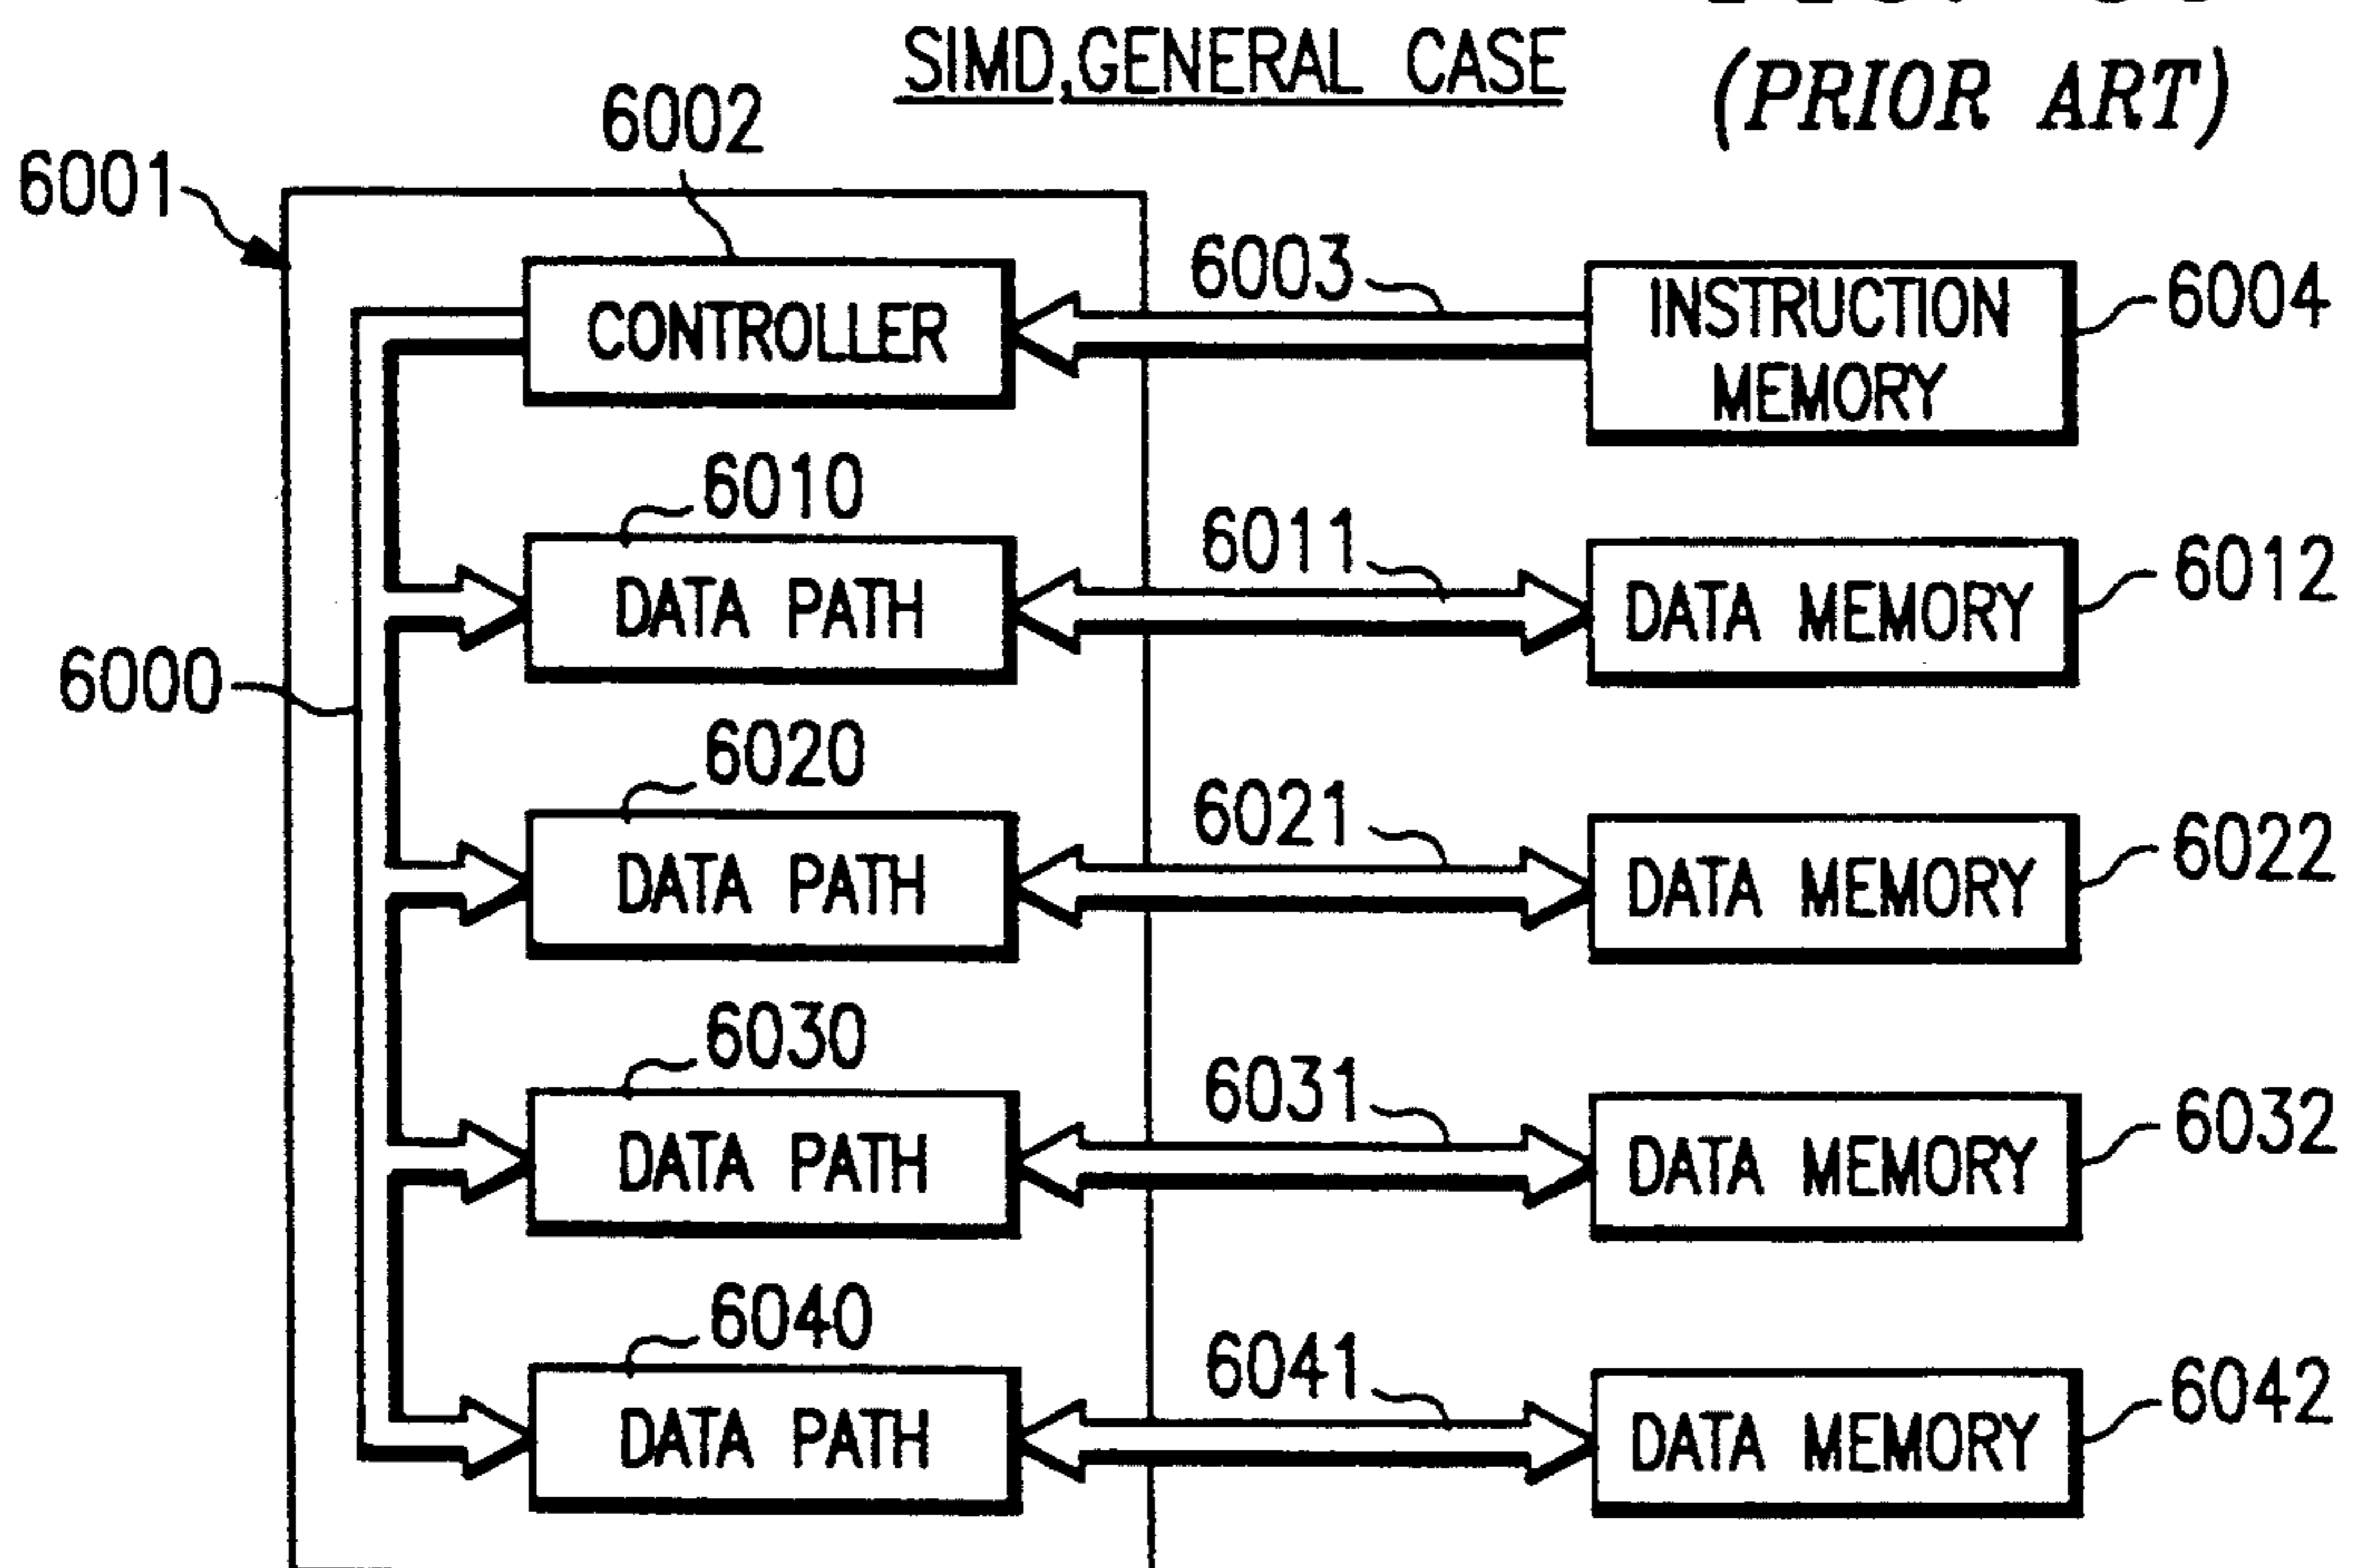 SIMD, GENERAL CASE
(PRIOR ART)
6002
6001
6003
CONTROLLER
INSTRUCTION
MEMORY
6004
6010
6011
DATA PATH
DATA MEMORY
6012
6000
6020
6021
DATA PATH
DATA MEMORY
6022
6030
6031
DATA PATH
DATA MEMORY
6032
6040
6041
DATA PATH
DATA MEMORY
6042